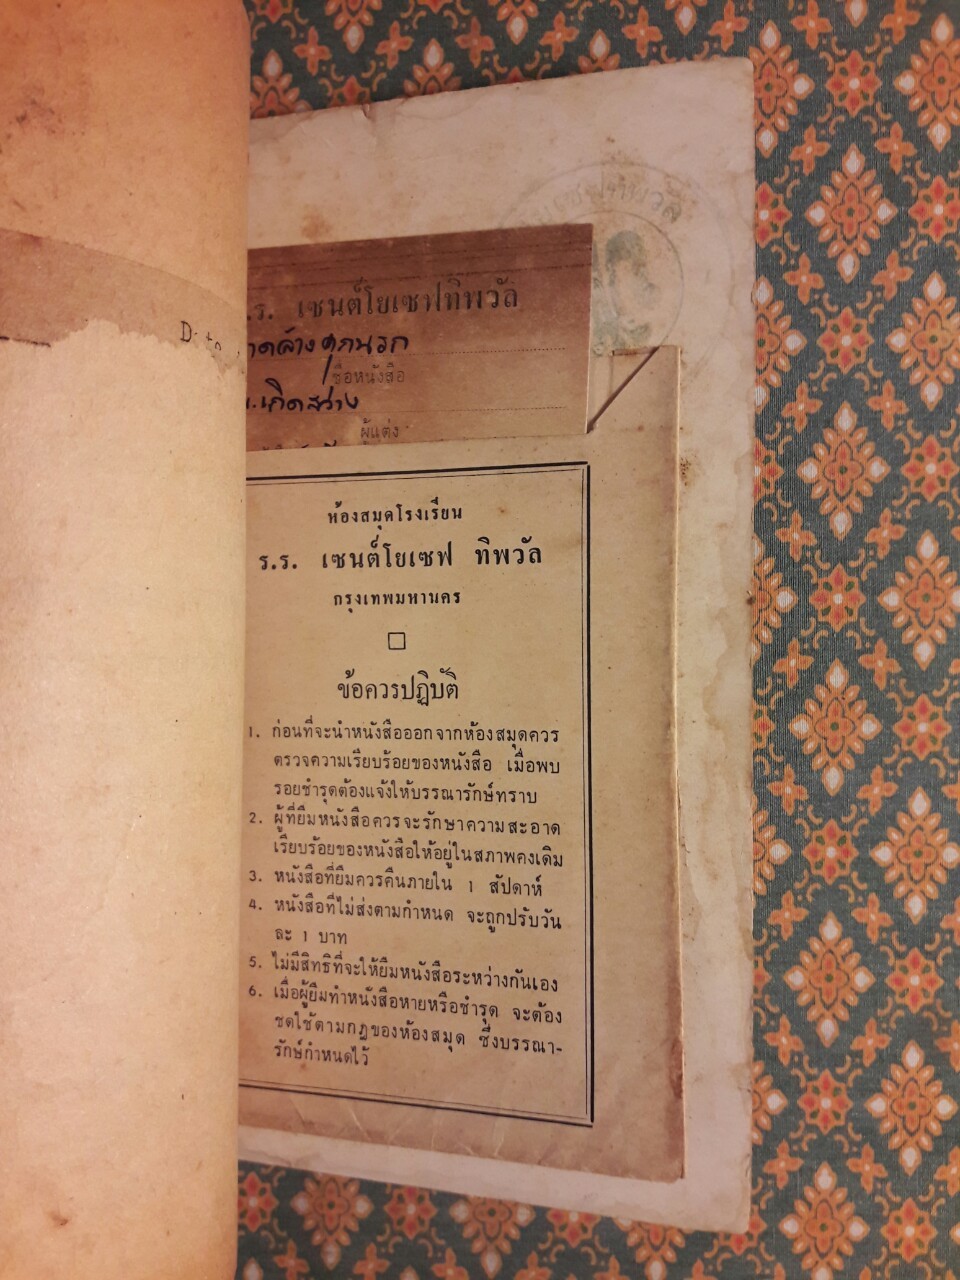 เซฟทิพวัล
ร. เซนต์โยเซฟทิพวัล
ชื่อหนังสือ
เกิดสว่าง
ผู้แต่ง
ห้องสมุดโรงเรียน
ร.ร. เซนต์โยเซฟ ทิพวัล
กรุงเทพมหานคร
ข้อควรปฏิบัติ
1. ก่อนที่จะนำหนังสือออกจากห้องสมุดควร
ตรวจความเรียบร้อยของหนังสือ เมื่อพบ
รอยชำรุดต้องแจ้งให้บรรณารักษ์ทราบ
2. ผู้ที่ยืมหนังสือควรจะรักษาความสะอาด
เรียบร้อยของหนังสือให้อยู่ในสภาพคงเดิม
3. หนังสือที่ยืมควรคืนภายใน 1 สัปดาห์
4. หนังสือที่ไม่ส่งตามกำหนด จะถูกปรับวัน
ละ 1 บาท
5. ไม่มีสิทธิที่จะให้ยืมหนังสือระหว่างกันเอง
6. เมื่อผู้ยืมทำหนังสือหายหรือชำรุด จะต้อง
ชดใช้ตามกฎของห้องสมุด ซึ่งบรรณา-
รักษ์กำหนดไว้